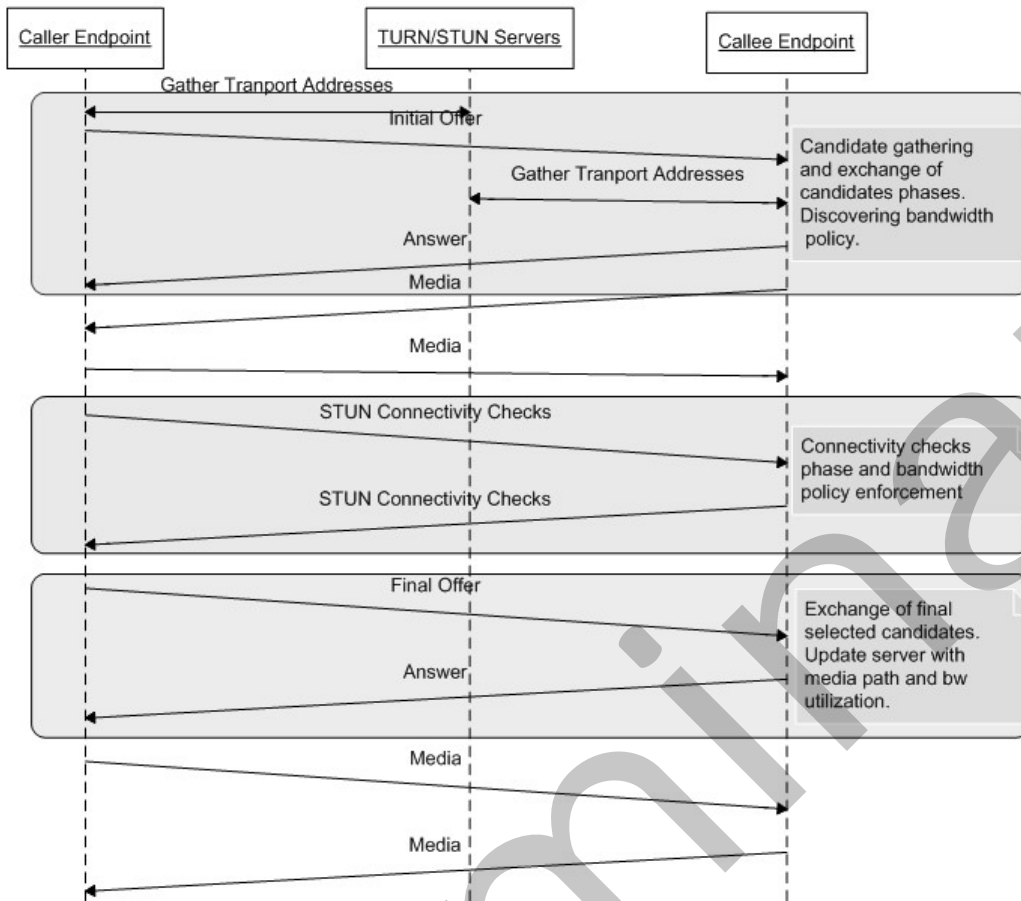 Caller Endpoint
TURN/STUN Servers
Callee Endpoint
Gather Tranport Addresses
Initial Offer
Candidate gathering
and exchange of
candidates phases.
Discovering bandwidth
policy.
Gather Tranport Addresses
Answer
Media
Media
STUN Connectivity Checks
Connectivity checks
phase and bandwidth
policy enforcement
STUN Connectivity Checks
Final Offer
Exchange of final
selected candidates.
Update server with
media path and bw
utilization.
Answer
Media
Media